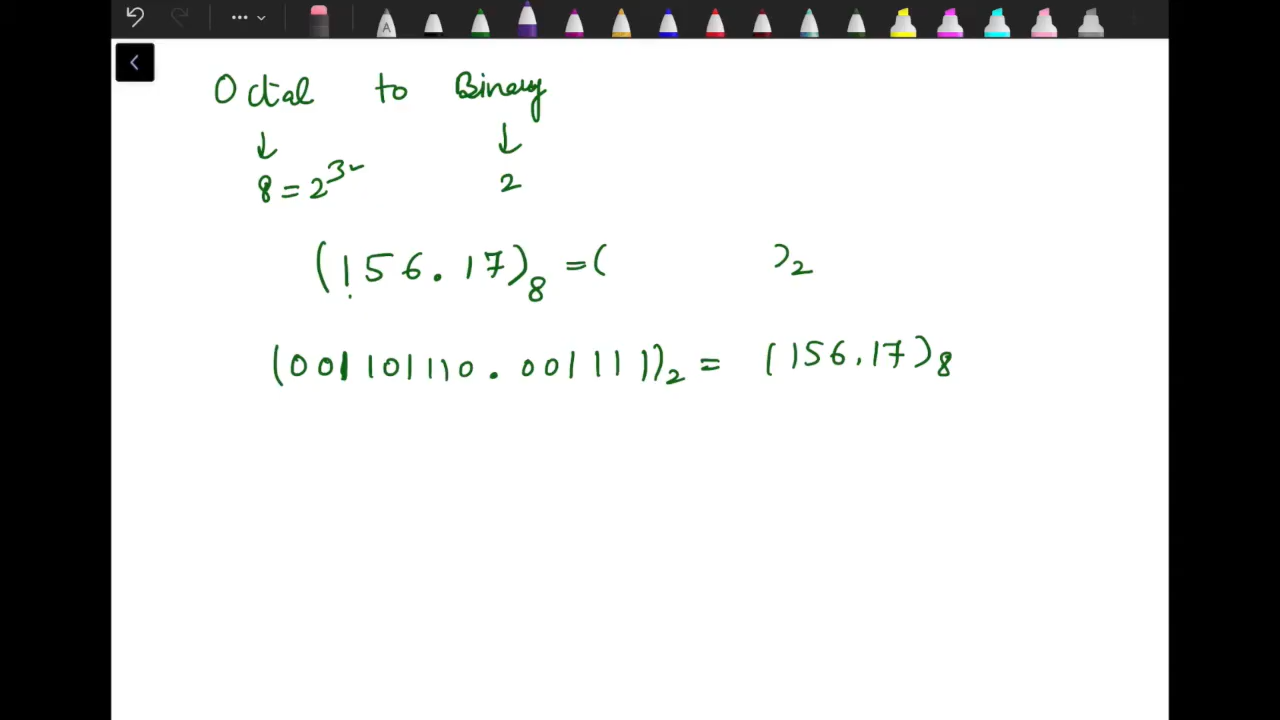 Octal to Binary
↓ ↓
8 = 2³ 2
(156.17)₈ = ( )₂
(001101110.001111)₂ = (156.17)₈